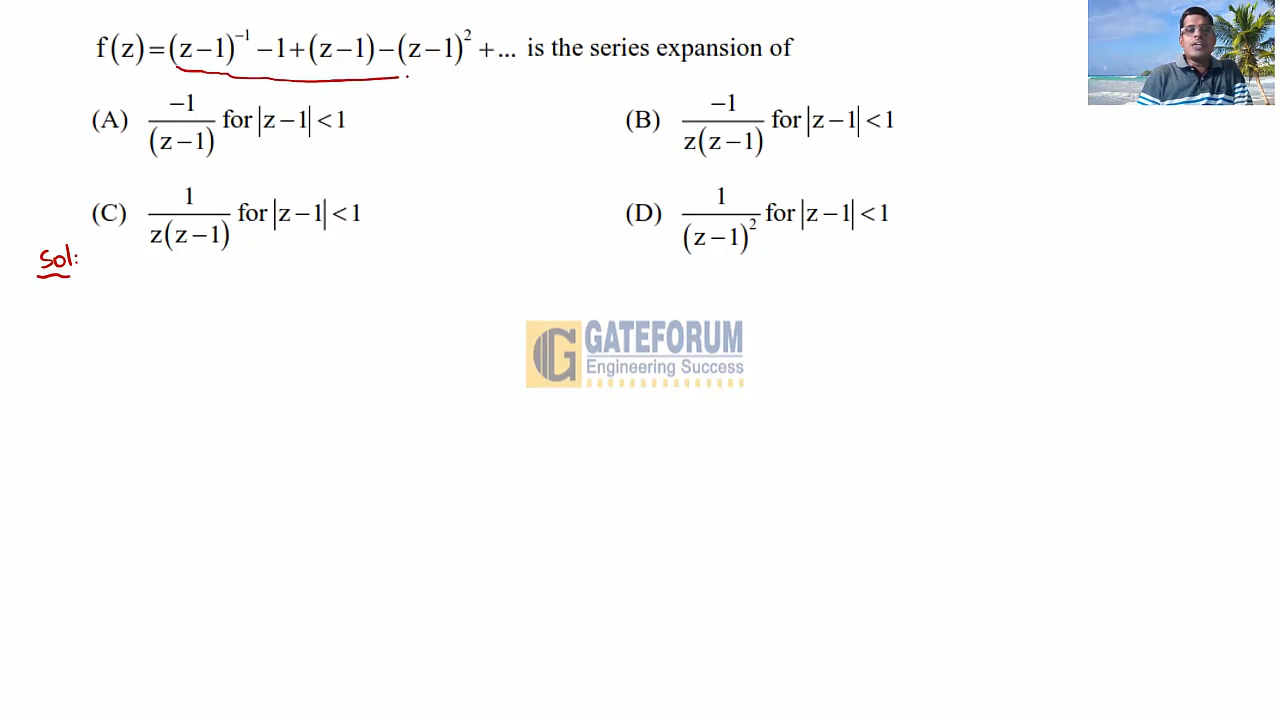 f(z)=(z−1)⁻¹−1+(z−1)−(z−1)²+... is the series expansion of
(A) −1/(z−1) for |z−1|<1 (B) −1/z(z−1) for |z−1|<1
(C) 1/z(z−1) for |z−1|<1 (D) 1/(z−1)² for |z−1|<1
Sol:
GATEFORUM
Engineering Success